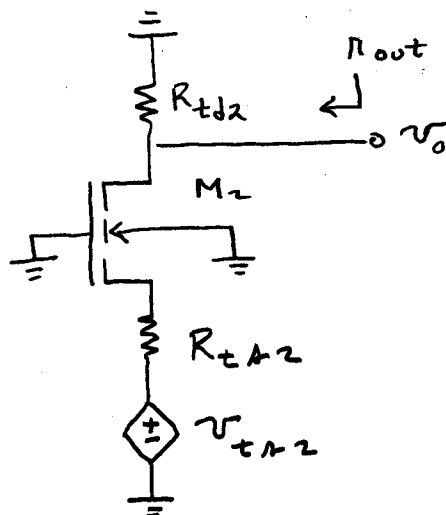 r_out
R_td2
v_o
M_2
R_ts2
+
−
v_ts2